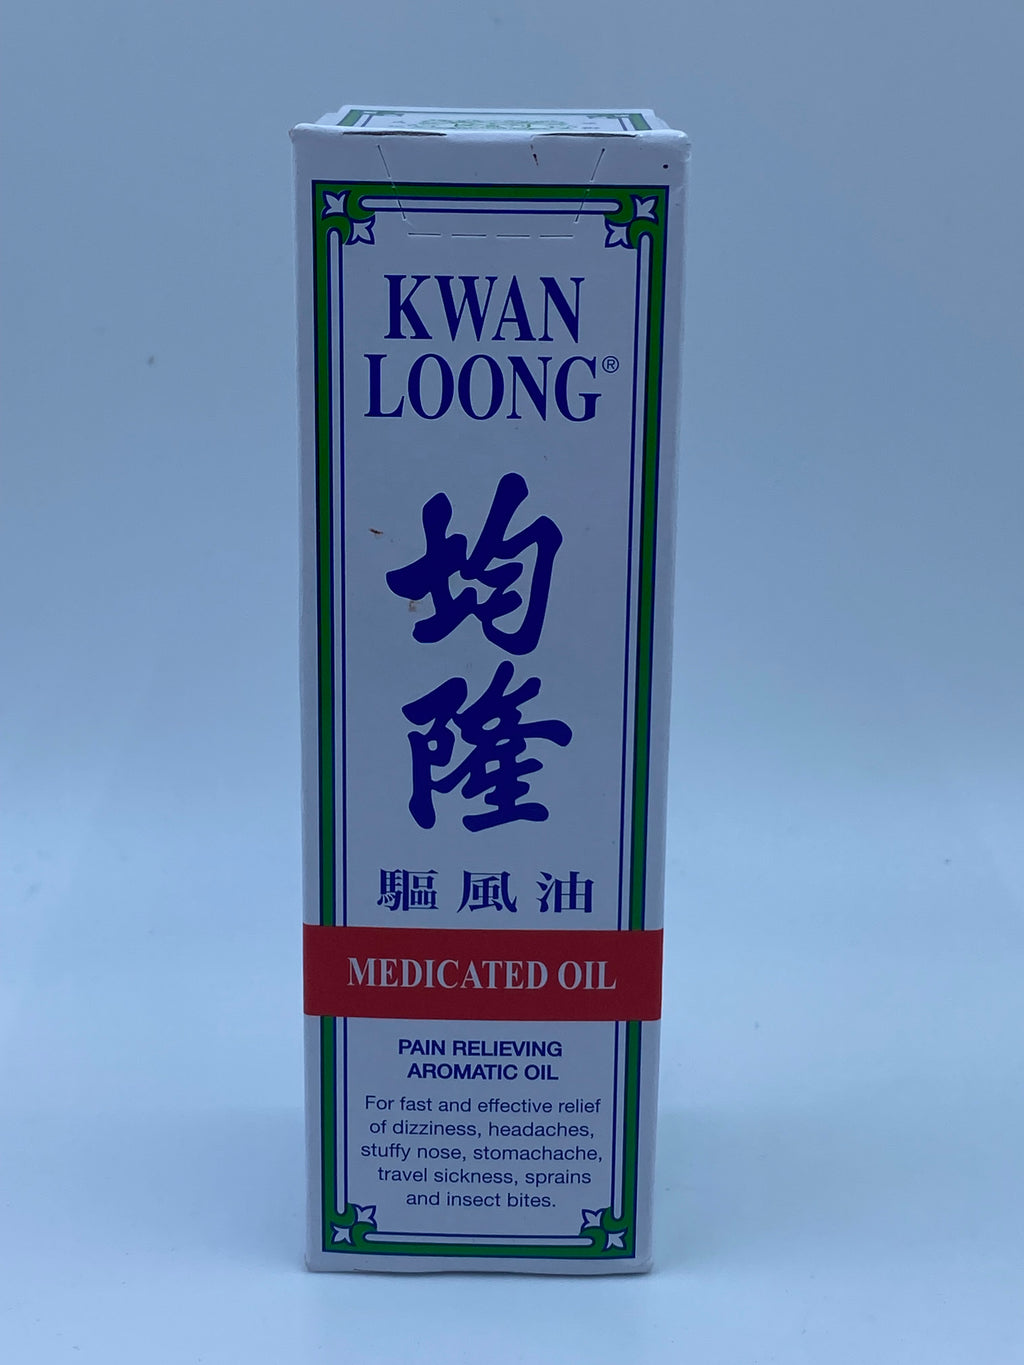 KWAN
LOONG®
均
隆
驅風油
MEDICATED OIL
PAIN RELIEVING
AROMATIC OIL
For fast and effective relief
of dizziness, headaches,
stuffy nose, stomachache,
travel sickness, sprains
and insect bites.